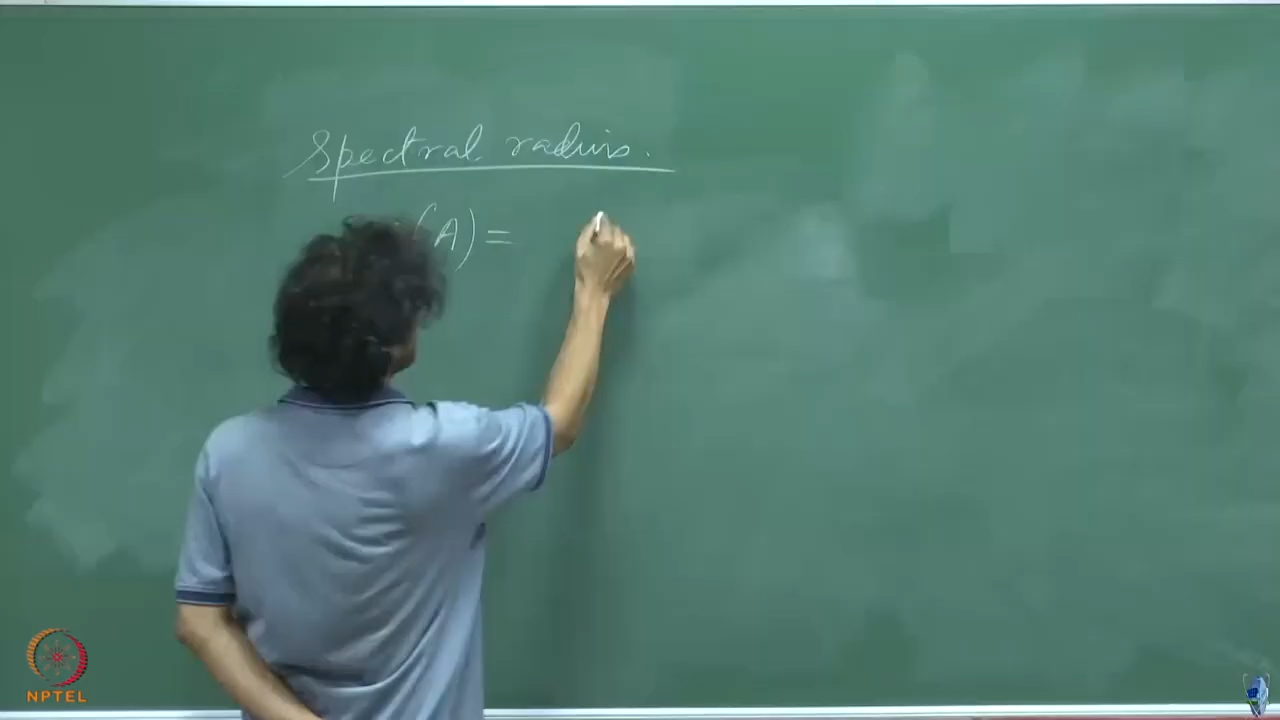 Spectral radius.
(A) =
NPTEL